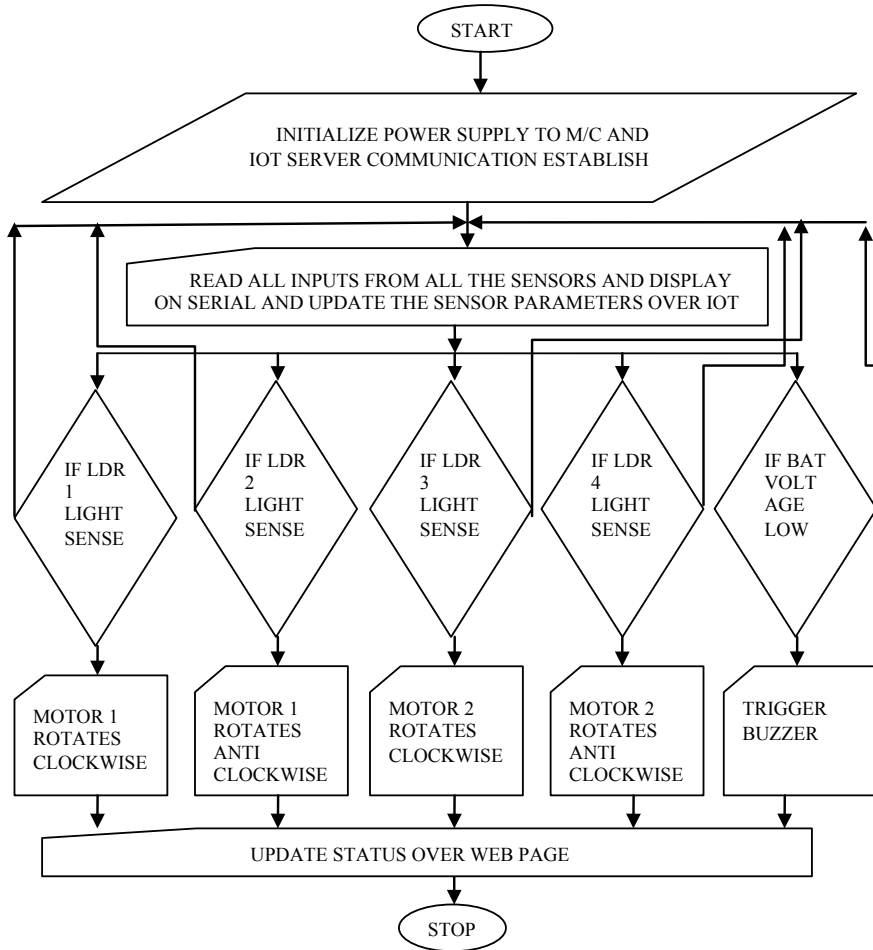 START
INITIALIZE POWER SUPPLY TO M/C AND
IOT SERVER COMMUNICATION ESTABLISH
READ ALL INPUTS FROM ALL THE SENSORS AND DISPLAY
ON SERIAL AND UPDATE THE SENSOR PARAMETERS OVER IOT
IF LDR
1
LIGHT
SENSE
IF LDR
2
LIGHT
SENSE
IF LDR
3
LIGHT
SENSE
IF LDR
4
LIGHT
SENSE
IF BAT
VOLT
AGE
LOW
MOTOR 1
ROTATES
CLOCKWISE
MOTOR 1
ROTATES
ANTI
CLOCKWISE
MOTOR 2
ROTATES
CLOCKWISE
MOTOR 2
ROTATES
ANTI
CLOCKWISE
TRIGGER
BUZZER
UPDATE STATUS OVER WEB PAGE
STOP